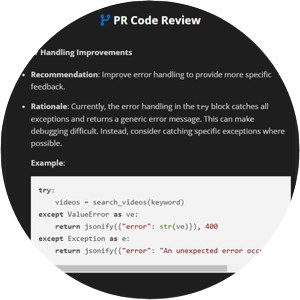 PR Code Review
Handling Improvements
• Recommendation: Improve error handling to provide more specific
feedback.
• Rationale: Currently, the error handling in the try block catches all
exceptions and returns a generic error message. This can make
debugging difficult. Instead, consider catching specific exceptions where
possible.
Example:
try:
videos = search_videos(keyword)
except ValueError as ve:
return jsonify({"error": str(ve)}), 400
except Exception as e:
return jsonify({"error": "An unexpected error